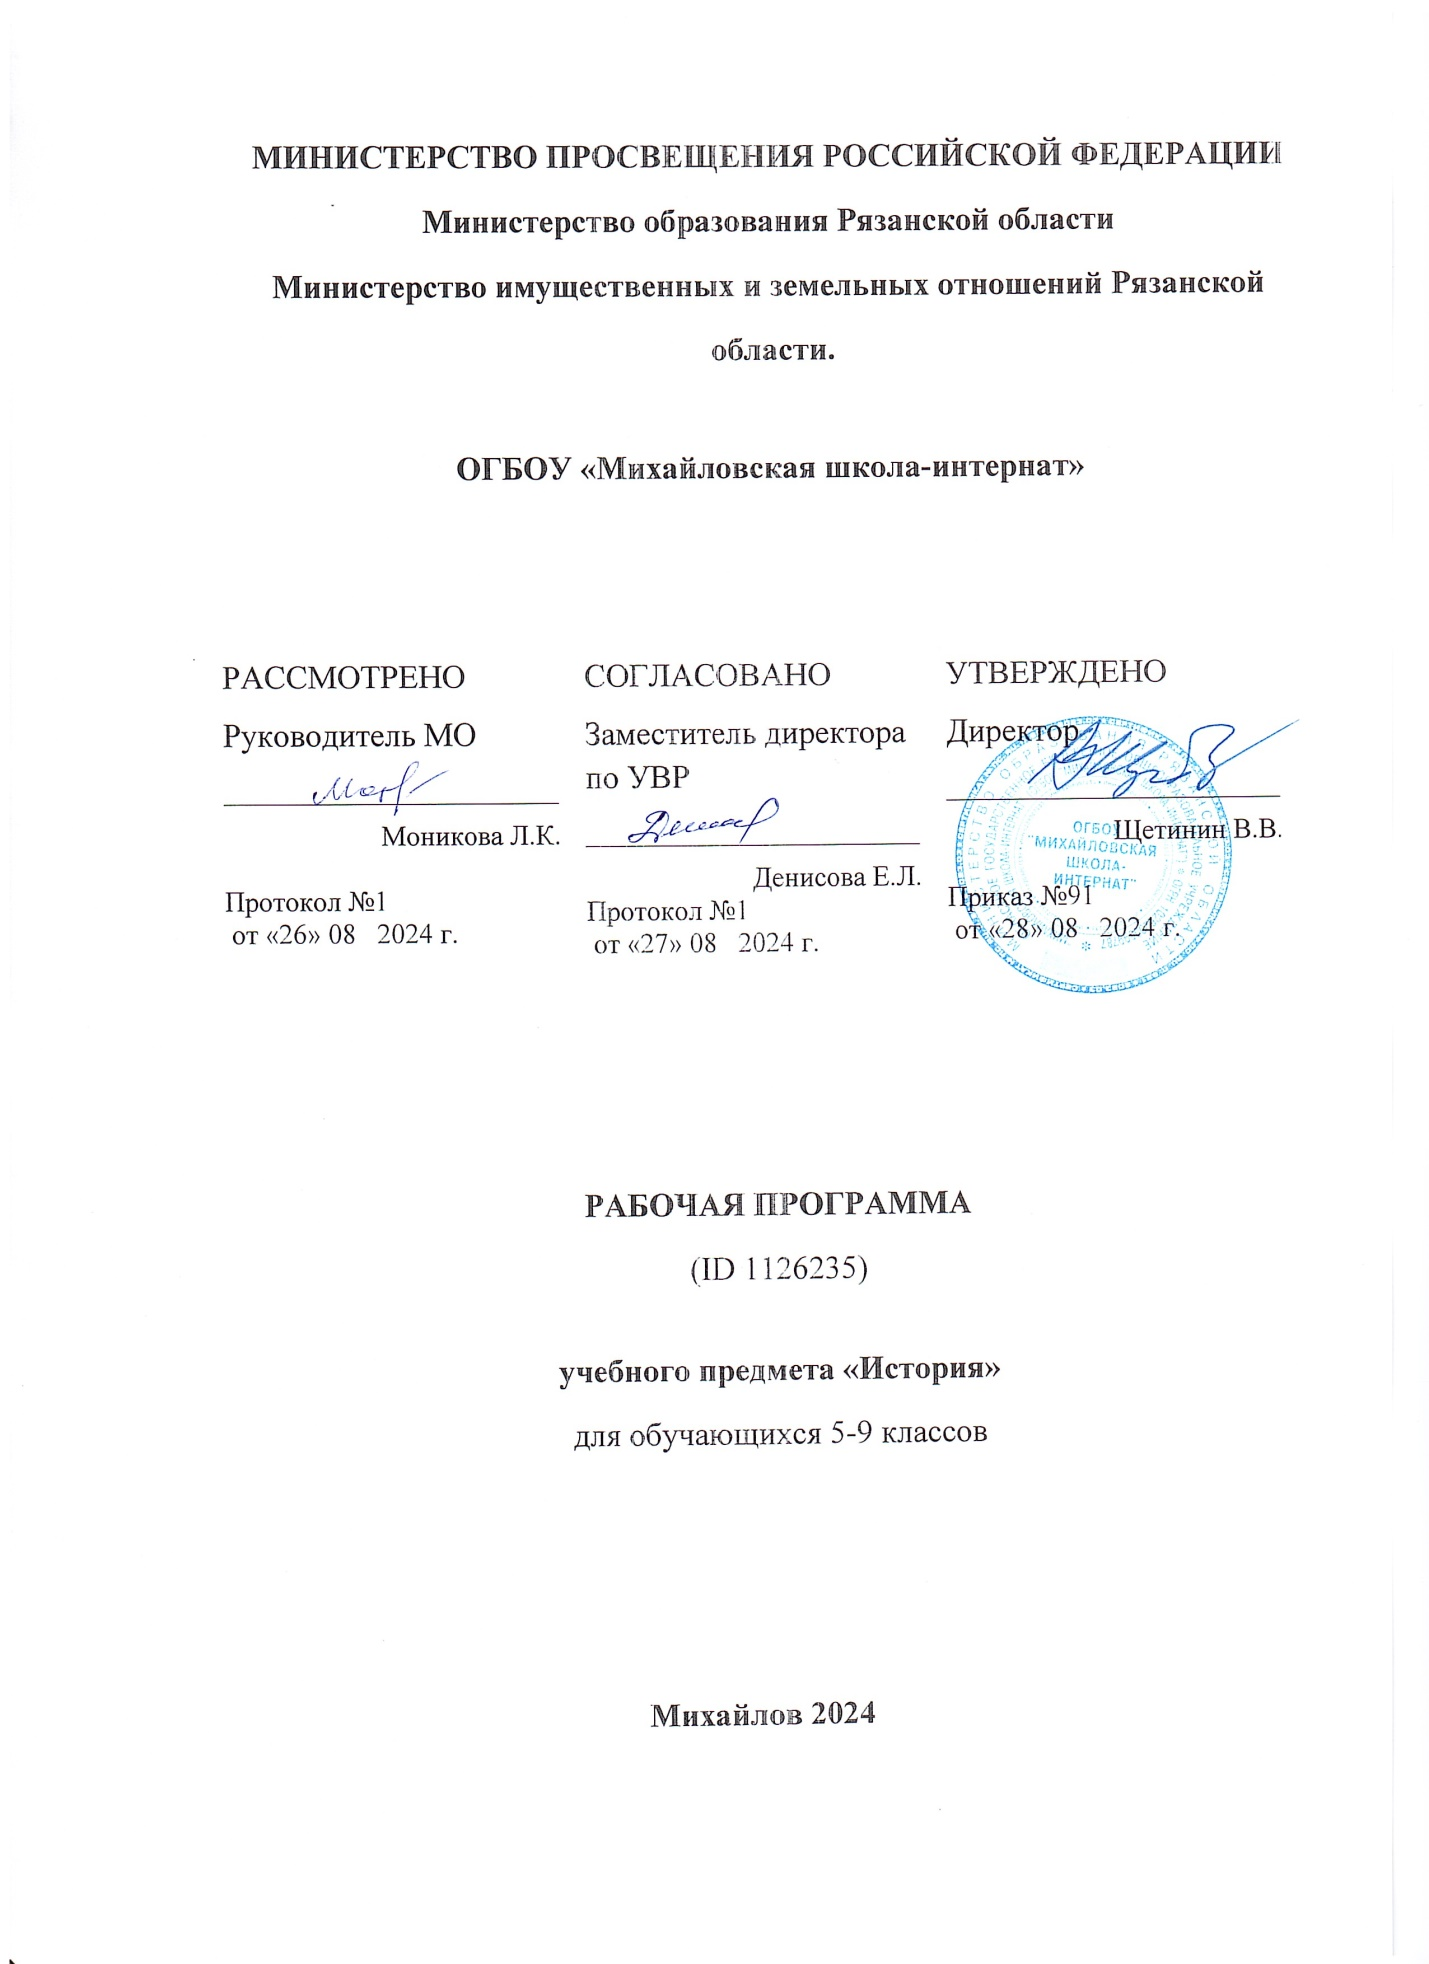 МИНИСТЕРСТВО ПРОСВЕЩЕНИЯ РОССИЙСКОЙ ФЕДЕРАЦИИ
Министерство образования Рязанской области
Министерство имущественных и земельных отношений Рязанской
области.
ОГБОУ «Михайловская школа-интернат»
РАССМОТРЕНО
Руководитель МО
Моникова Л.К.
Протокол №1
от «26» 08 2024 г.
СОГЛАСОВАНО
Заместитель директора
по УВР
Денисова Е.Л.
Протокол №1
от «27» 08 2024 г.
УТВЕРЖДЕНО
Директор
Щетинин В.В.
Приказ №91
от «28» 08 2024 г.
ОГБОУ
"МИХАЙЛОВСКАЯ
ШКОЛА-
ИНТЕРНАТ"
РАБОЧАЯ ПРОГРАММА
(ID 1126235)
учебного предмета «История»
для обучающихся 5-9 классов
Михайлов 2024